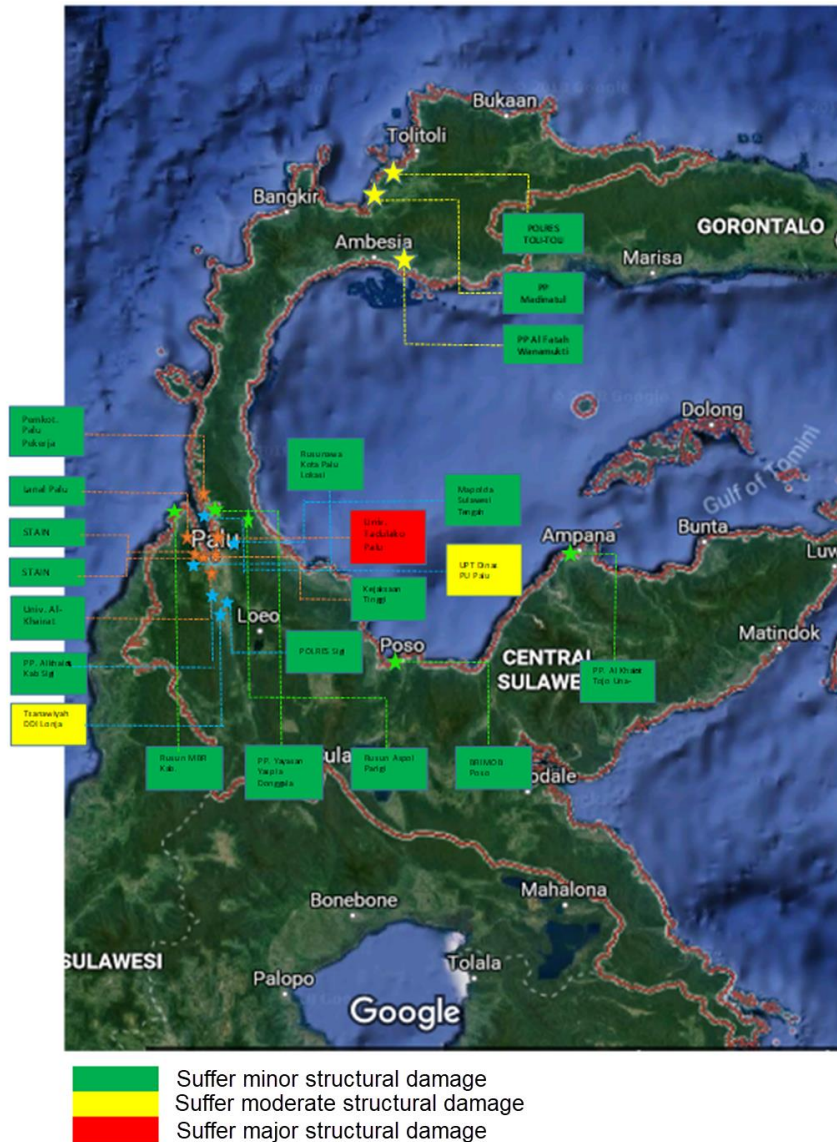 Bukaan
Tolitoli
Bangkir
Ambesia
GORONTALO
Marisa
POLRES
TOLI-TOLI
PP
Madinatul
PP Al Fatah
Wanamukti
Dolong
Gulf of Tomini
Pemkot.
Palu
Pekerja
Lanal Palu
STAIN
STAIN
Univ. Al-
Khairat
PP. Alkhairat
Kab Sigi
Tsanawiyah
DDI Lonja
Rusunawa
Kota Palu
Lokasi
Mapolda
Sulawesi
Tengah
Univ.
Tadulako
Palu
UPT Dinas
PU Palu
Kejaksaan
Tinggi
POLRES Sigi
Palu
Loeo
Poso
Ampana
Bunta
Luw
Matindok
CENTRAL
SULAWE
PP. Al Khairat
Tojo Una-
Rusun MBR
Kab.
PP. Yayasan
Donggala
Rusun Aspol
Parigi
BRIMOB
Poso
ula
odale
Mahalona
Bonebone
SULAWESI
Palopo
Tolala
Google
Suffer minor structural damage
Suffer moderate structural damage
Suffer major structural damage